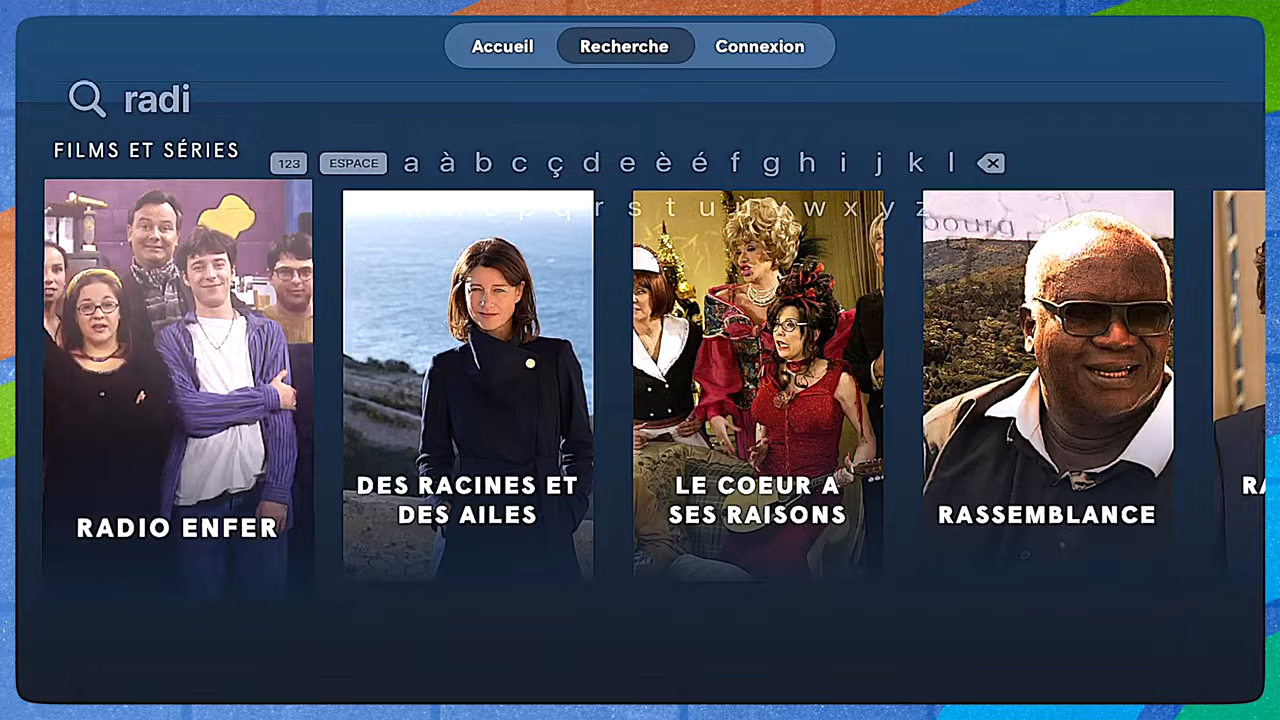 Accueil Recherche Connexion
radi
FILMS ET SÉRIES
123 ESPACE a à b c ç d e è é f g h i j k l
o p q r s t u u v w x y z
RADIO ENFER
DES RACINES ET
DES AILES
LE COEUR A
SES RAISONS
RASSEMBLANCE
RA